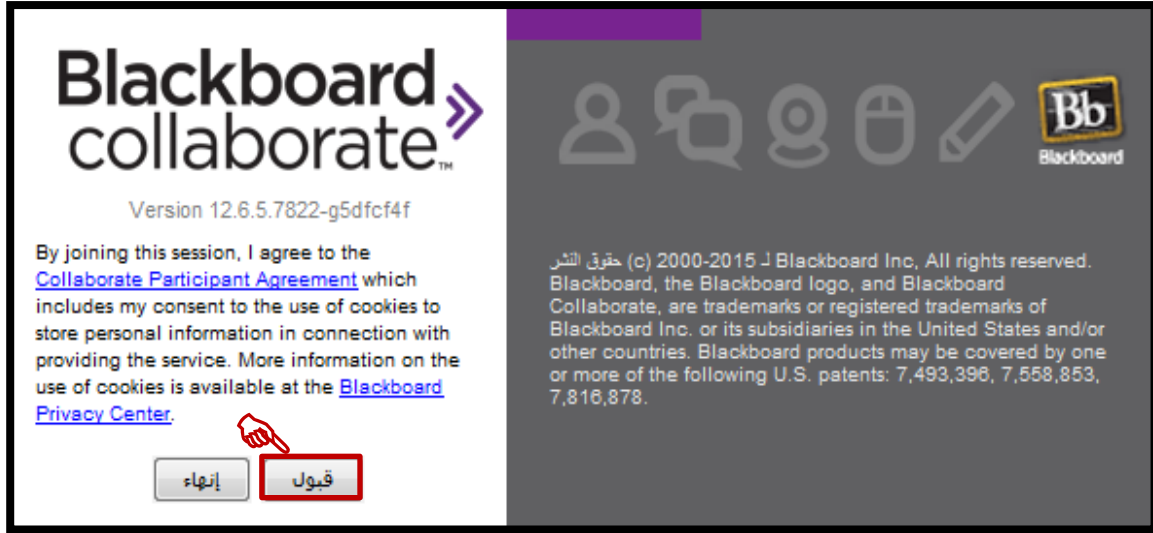 Blackboard
collaborate™
Version 12.6.5.7822-g5dfcf4f
By joining this session, I agree to the
Collaborate Participant Agreement which
includes my consent to the use of cookies to
store personal information in connection with
providing the service. More information on the
use of cookies is available at the Blackboard
Privacy Center.
إنهاء
قبول
Bb
Blackboard
حقوق النشر (c) 2000-2015 لـ Blackboard Inc, All rights reserved.
Blackboard, the Blackboard logo, and Blackboard
Collaborate, are trademarks or registered trademarks of
Blackboard Inc. or its subsidiaries in the United States and/or
other countries. Blackboard products may be covered by one
or more of the following U.S. patents: 7,493,396, 7,558,853,
7,816,878.